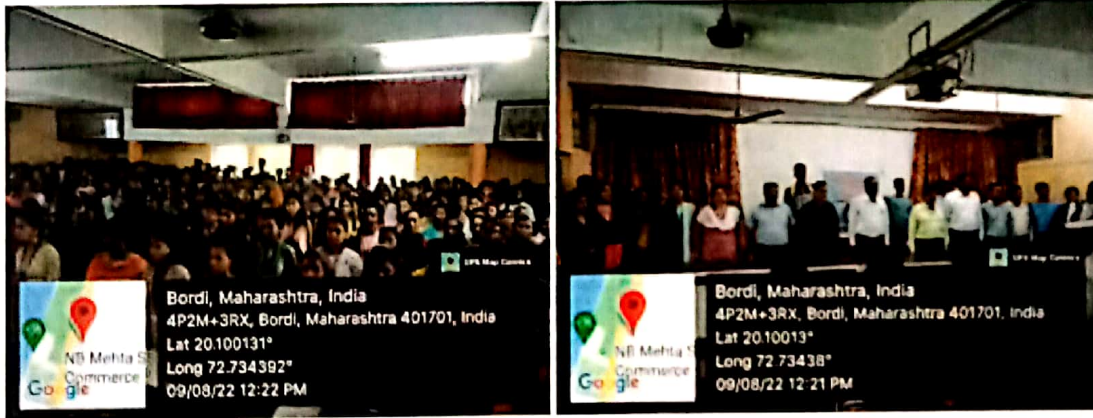 GPS Map Camera
NB Mehta S
Commerce
Google
Bordi, Maharashtra, India
4P2M+3RX, Bordi, Maharashtra 401701, India
Lat 20.100131°
Long 72.734392°
09/08/22 12:22 PM
GPS Map Camera
NB Mehta S
Commerce
Google
Bordi, Maharashtra, India
4P2M+3RX, Bordi, Maharashtra 401701, India
Lat 20.10013°
Long 72.73438°
09/08/22 12:21 PM